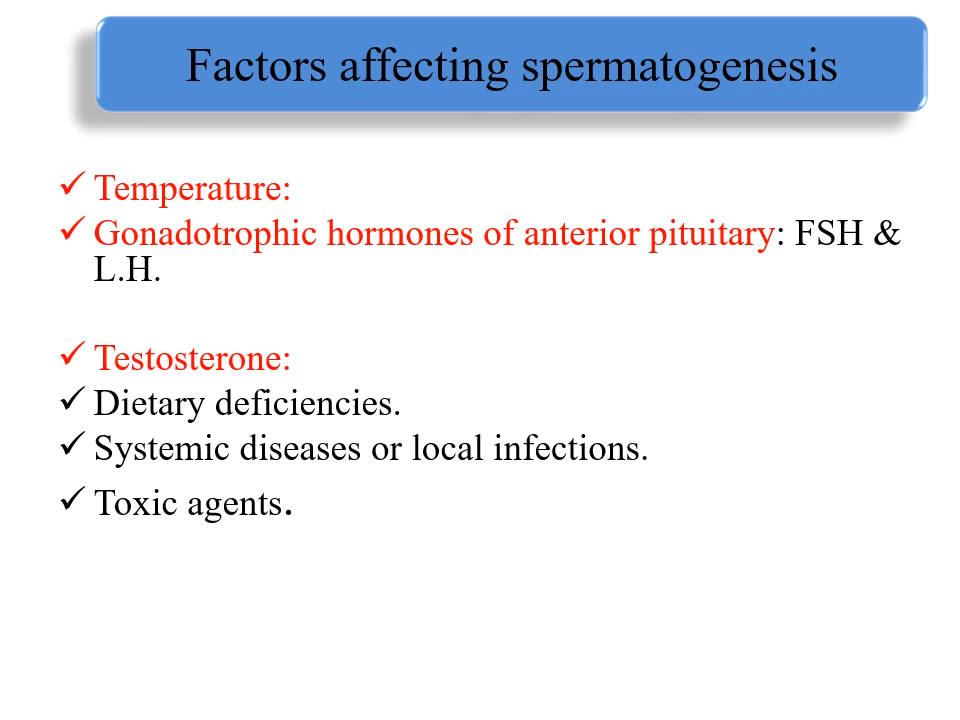 Factors affecting spermatogenesis
✓ Temperature:
✓ Gonadotrophic hormones of anterior pituitary: FSH &
L.H.
✓ Testosterone:
✓ Dietary deficiencies.
✓ Systemic diseases or local infections.
✓ Toxic agents.